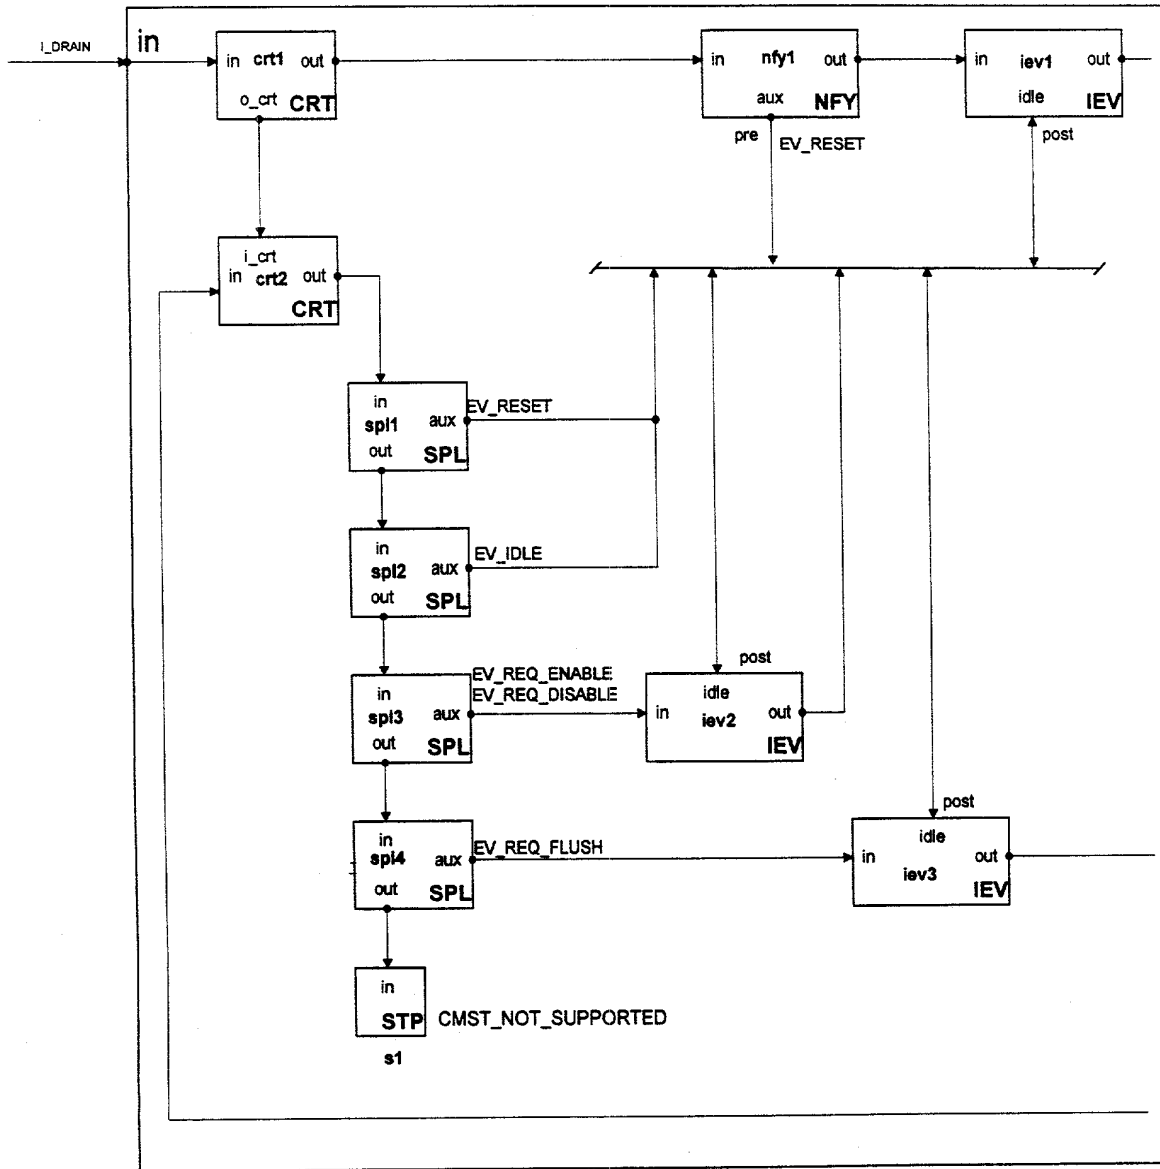 I_DRAIN
in
in crt1 out
o_crt CRT
in nfy1 out
aux NFY
pre EV_RESET
in iev1 out
idle IEV
post
i_crt
in crt2 out
CRT
in
spl1 aux
out SPL
EV_RESET
in
spl2 aux
out SPL
EV_IDLE
in
spl3 aux
out SPL
EV_REQ_ENABLE
EV_REQ_DISABLE
post
idle
in iev2 out
IEV
in
spl4 aux
out SPL
EV_REQ_FLUSH
post
idle
in iev3 out
IEV
in
STP CMST_NOT_SUPPORTED
s1